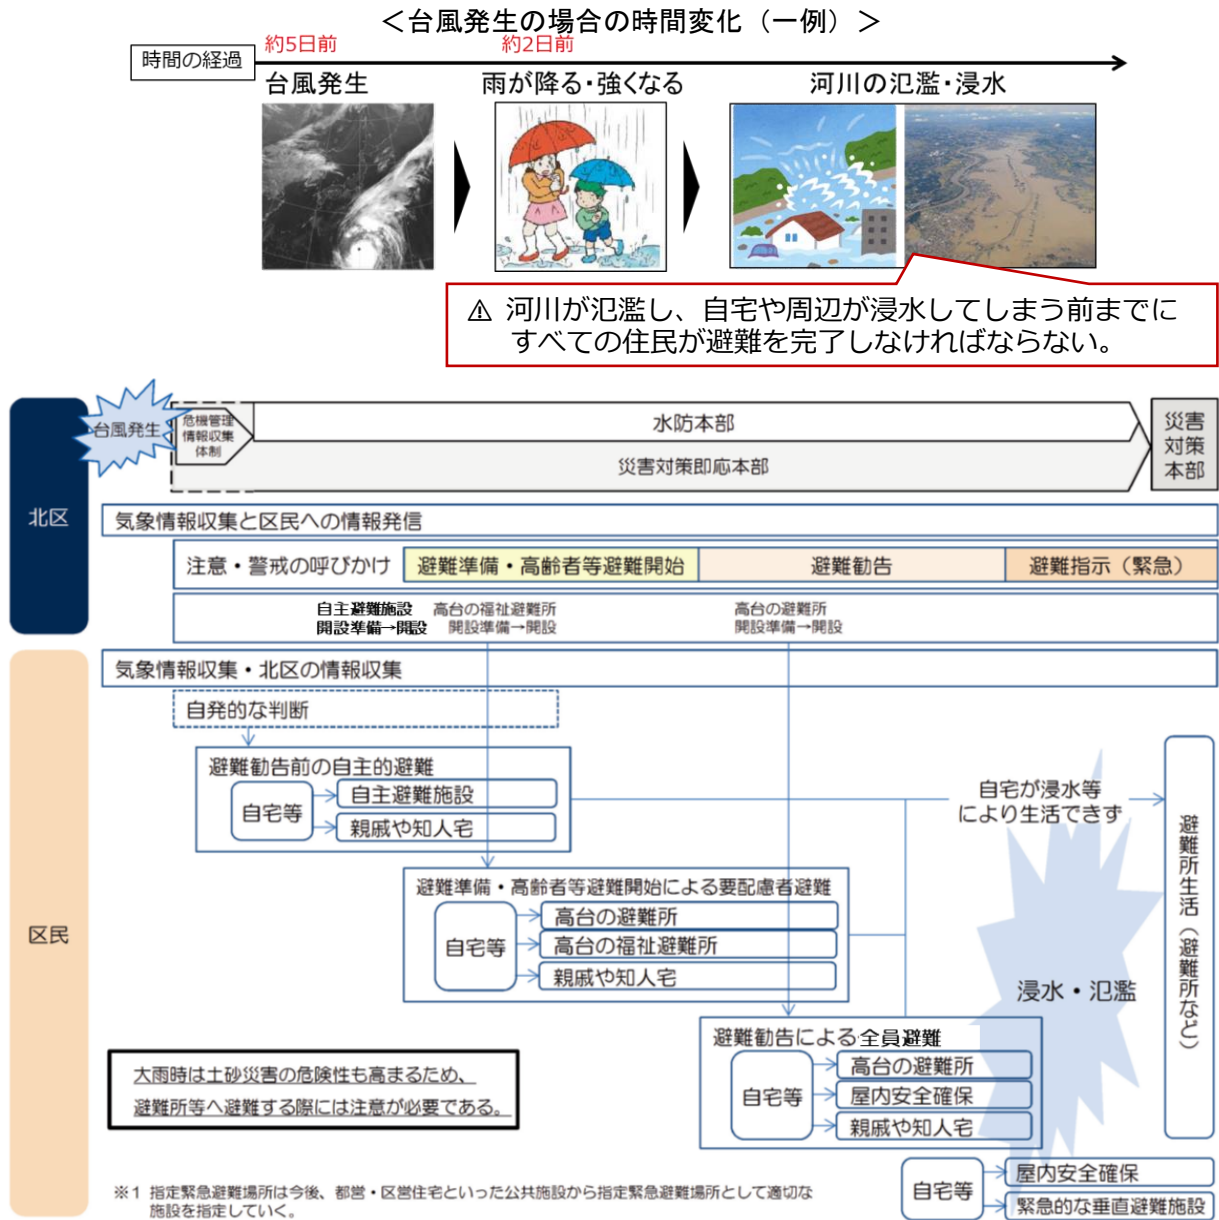 ＜台風発生の場合の時間変化（一例）＞
約5日前
約2日前
時間の経過
台風発生
雨が降る・強くなる
河川の氾濫・浸水
⚠ 河川が氾濫し、自宅や周辺が浸水してしまう前までに
すべての住民が避難を完了しなければならない。
北区
台風発生
危機管理
情報収集
体制
水防本部
災害対策即応本部
災害
対策
本部
気象情報収集と区民への情報発信
注意・警戒の呼びかけ
避難準備・高齢者等避難開始
避難勧告
避難指示（緊急）
自主避難施設
開設準備→開設
高台の福祉避難所
開設準備→開設
高台の避難所
開設準備→開設
区民
気象情報収集・北区の情報収集
自発的な判断
避難勧告前の自主的避難
自宅等
自主避難施設
親戚や知人宅
自宅が浸水等
により生活できず
避難所生活（避難所など）
避難準備・高齢者等避難開始による要配慮者避難
自宅等
高台の避難所
高台の福祉避難所
親戚や知人宅
浸水・氾濫
避難勧告による全員避難
自宅等
高台の避難所
屋内安全確保
親戚や知人宅
大雨時は土砂災害の危険性も高まるため、
避難所等へ避難する際には注意が必要である。
自宅等
屋内安全確保
緊急的な垂直避難施設
※1 指定緊急避難場所は今後、都営・区営住宅といった公共施設から指定緊急避難場所として適切な
施設を指定していく。